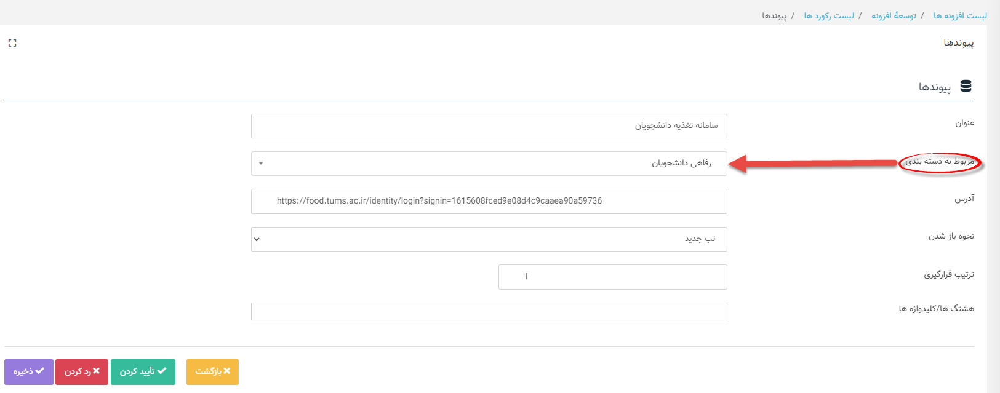 لیست افزونه ها / توسعهٔ افزونه / لیست رکورد ها / پیوندها
پیوندها
پیوندها
عنوان
سامانه تغذیه دانشجویان
مربوط به دسته بندی
رفاهی دانشجویان
آدرس
https://food.tums.ac.ir/identity/login?signin=1615608fced9e08d4c9caaea90a59736
نحوه باز شدن
تب جدید
ترتیب قرارگیری
1
هشتگ ها/کلیدواژه ها
بازگشت
تأیید کردن
رد کردن
ذخیره